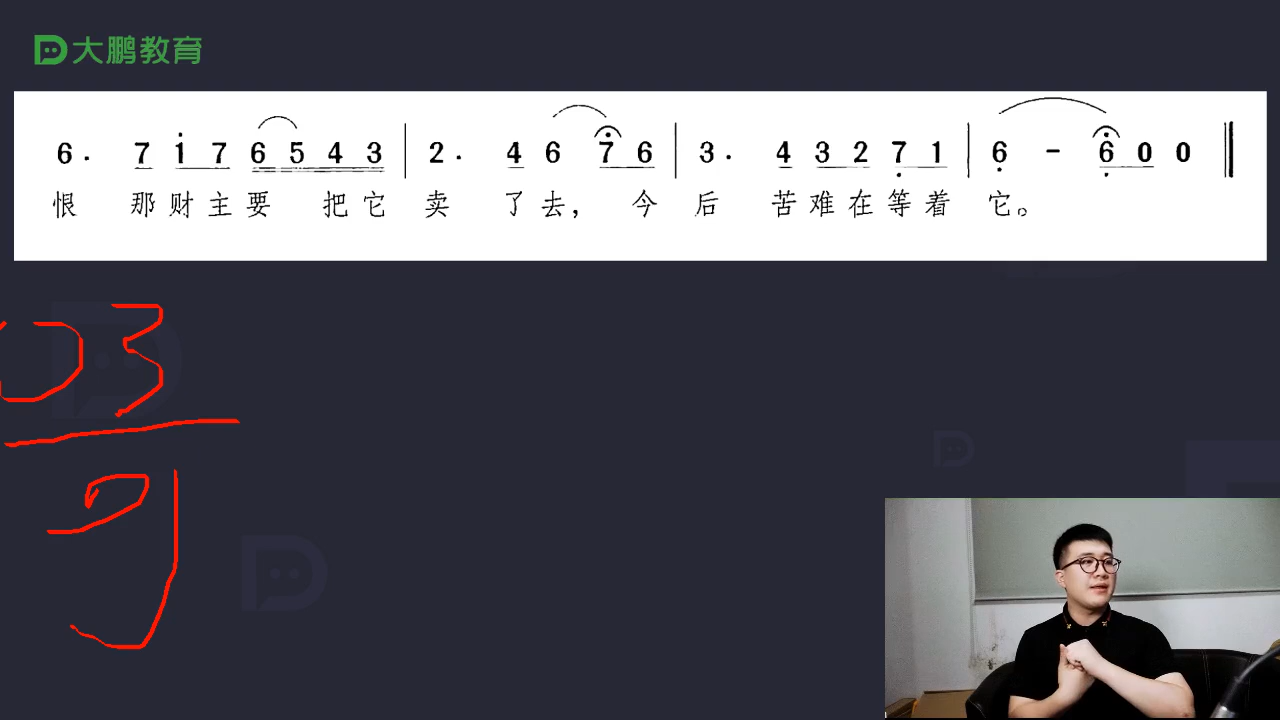 大鹏教育
6. 7 1 7 6 5 4 3 | 2. 4 6 7 6 | 3. 4 3 2 7 1 | 6 - 6 0 0 ‖
恨 那财主要 把它 卖 了去，今 后 苦难在等着 它。
03